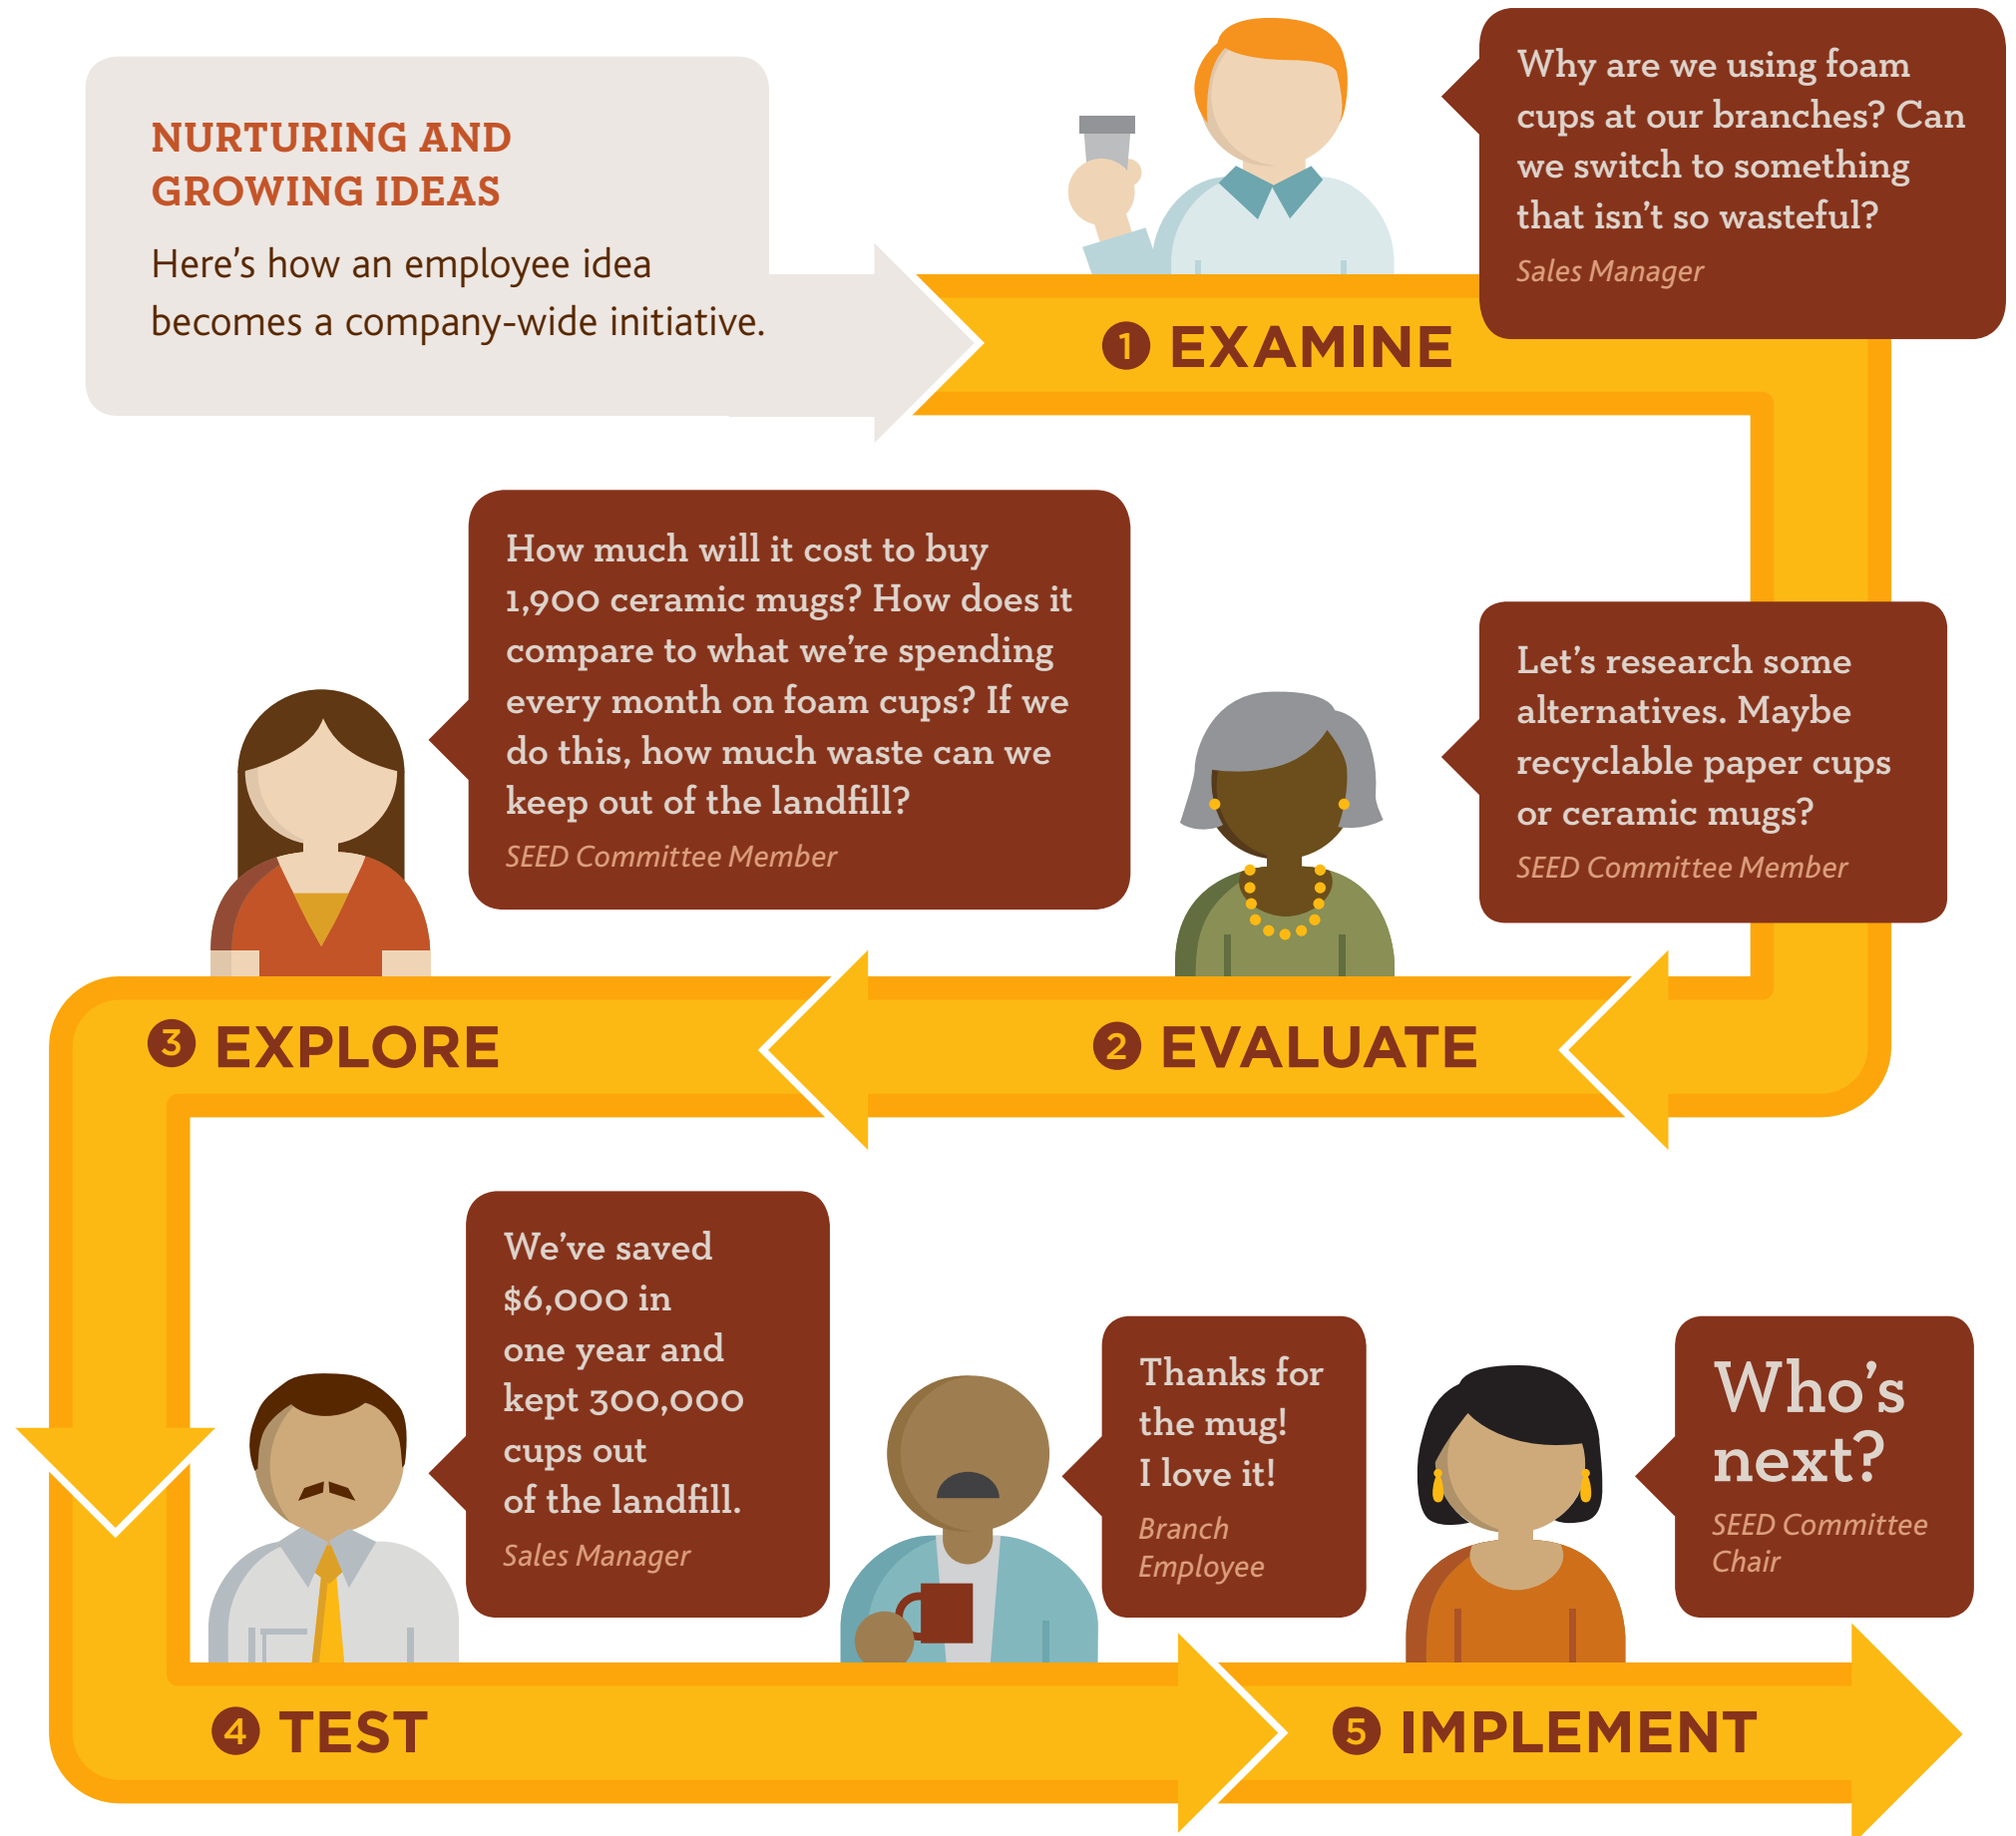 NURTURING AND
GROWING IDEAS
Here’s how an employee idea
becomes a company-wide initiative.
Why are we using foam
cups at our branches? Can
we switch to something
that isn’t so wasteful?
Sales Manager
1 EXAMINE
Let’s research some
alternatives. Maybe
recyclable paper cups
or ceramic mugs?
SEED Committee Member
2 EVALUATE
How much will it cost to buy
1,900 ceramic mugs? How does it
compare to what we’re spending
every month on foam cups? If we
do this, how much waste can we
keep out of the landfill?
SEED Committee Member
3 EXPLORE
We’ve saved
$6,000 in
one year and
kept 300,000
cups out
of the landfill.
Sales Manager
Thanks for
the mug!
I love it!
Branch
Employee
4 TEST
Who’s
next?
SEED Committee
Chair
5 IMPLEMENT